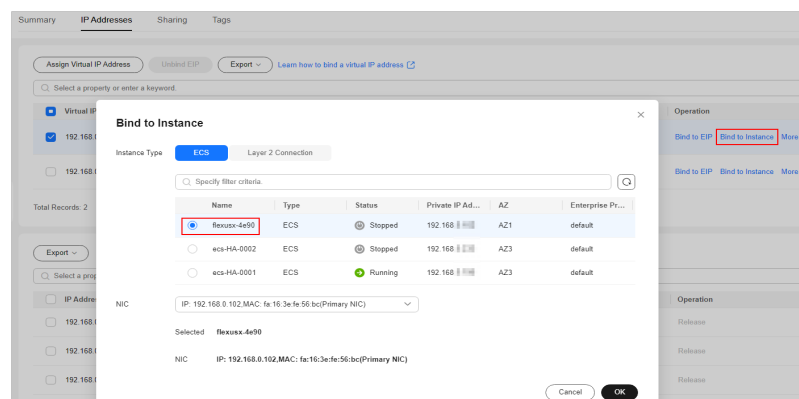 Summary IP Addresses Sharing Tags
Assign Virtual IP Address Unbind EIP Export Learn how to bind a virtual IP address
Select a property or enter a keyword.
Virtual IP Operation
192.168. Bind to EIP Bind to Instance More
192.168. Bind to EIP Bind to Instance More
Total Records: 2
Bind to Instance
Instance Type ECS Layer 2 Connection
Specify filter criteria.
Name Type Status Private IP Ad... AZ Enterprise Pr...
flexusx-4e90 ECS Stopped 192.168 AZ1 default
ecs-HA-0002 ECS Stopped 192.168 AZ3 default
ecs-HA-0001 ECS Running 192.168 AZ3 default
NIC IP: 192.168.0.102,MAC: fa:16:3e:fe:56:bc(Primary NIC)
Selected flexusx-4e90
NIC IP: 192.168.0.102,MAC: fa:16:3e:fe:56:bc(Primary NIC)
Cancel OK
Export
Select a prop
IP Addre Operation
192.168. Release
192.168. Release
192.168. Release